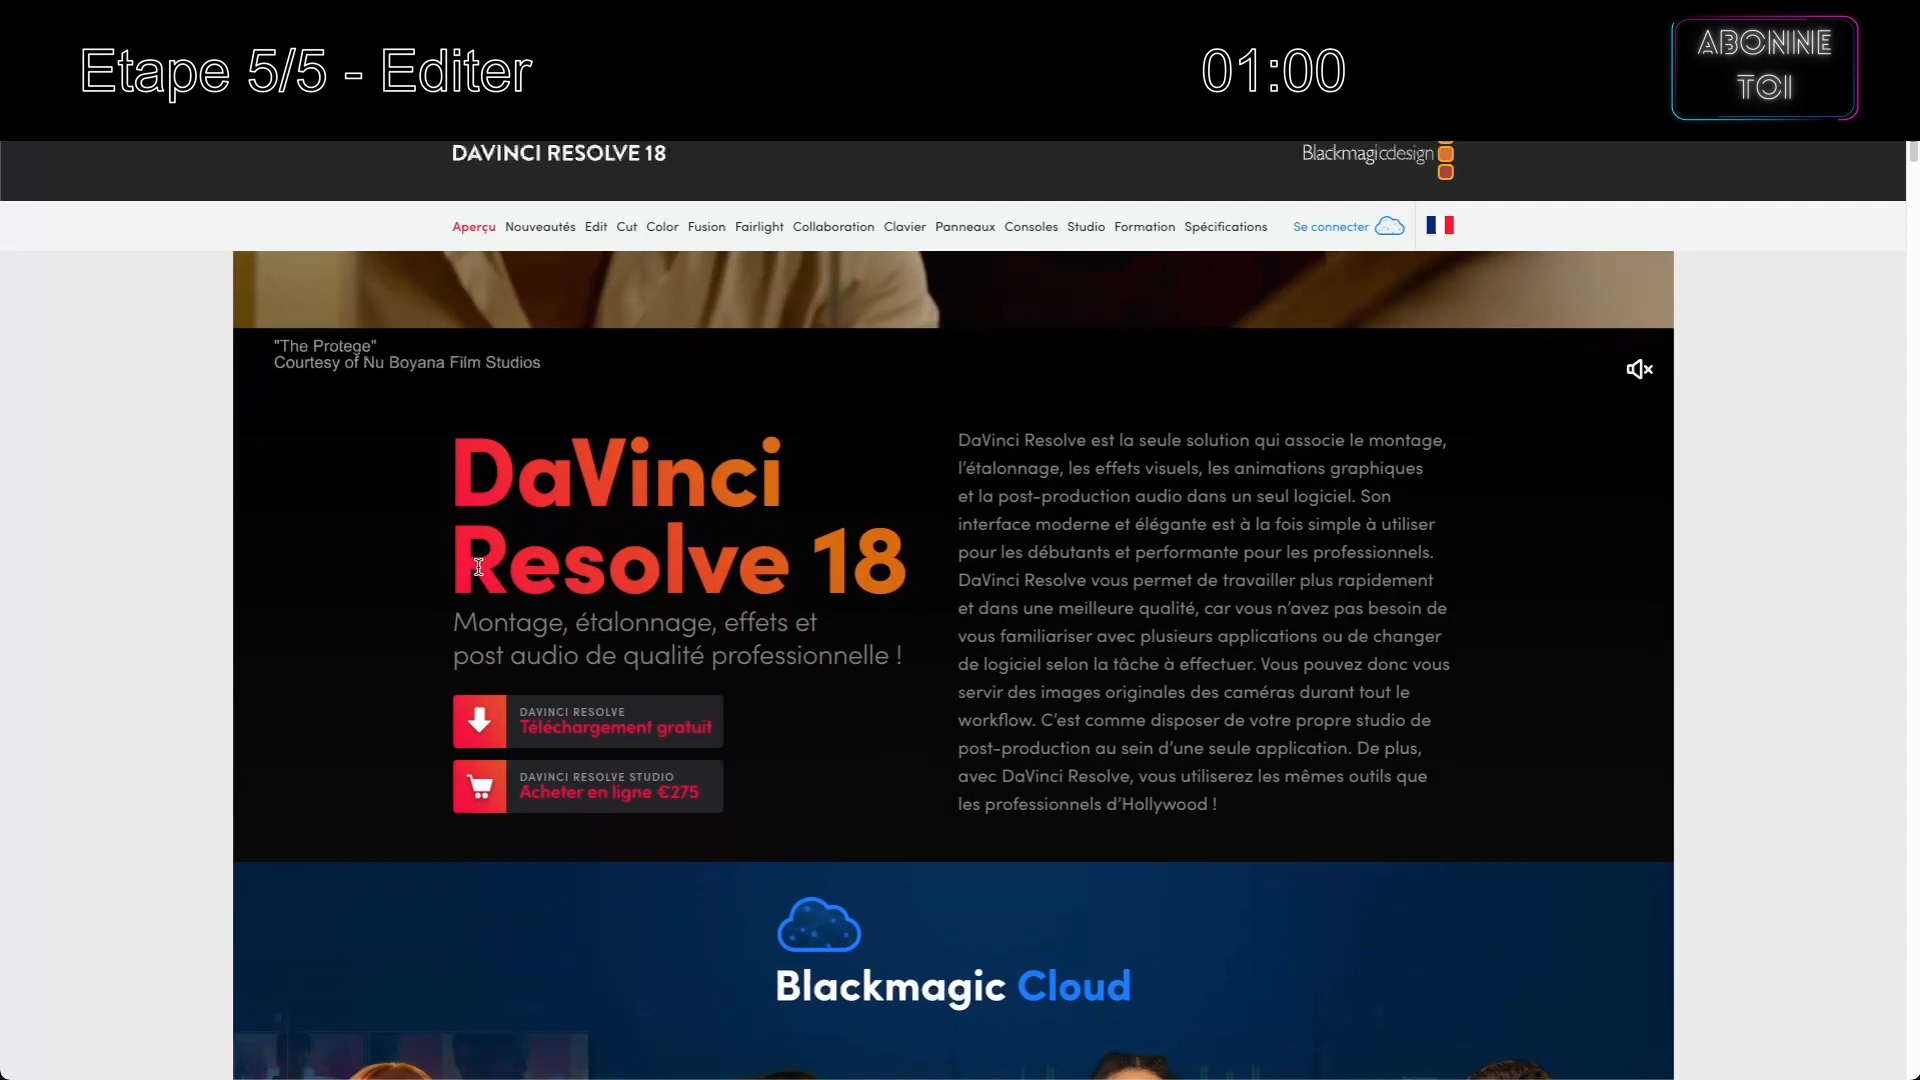 Etape 5/5 - Editer
01:00
ABONNE
TOI
DAVINCI RESOLVE 18
Blackmagicdesign
Aperçu Nouveautés Edit Cut Color Fusion Fairlight Collaboration Clavier Panneaux Consoles Studio Formation Spécifications Se connecter
"The Protege"
Courtesy of Nu Boyana Film Studios
DaVinci
Resolve 18
Montage, étalonnage, effets et
post audio de qualité professionnelle !
DAVINCI RESOLVE
Téléchargement gratuit
DAVINCI RESOLVE STUDIO
Acheter en ligne €275
DaVinci Resolve est la seule solution qui associe le montage,
l’étalonnage, les effets visuels, les animations graphiques
et la post-production audio dans un seul logiciel. Son
interface moderne et élégante est à la fois simple à utiliser
pour les débutants et performante pour les professionnels.
DaVinci Resolve vous permet de travailler plus rapidement
et dans une meilleure qualité, car vous n’avez pas besoin de
vous familiariser avec plusieurs applications ou de changer
de logiciel selon la tâche à effectuer. Vous pouvez donc vous
servir des images originales des caméras durant tout le
workflow. C’est comme disposer de votre propre studio de
post-production au sein d’une seule application. De plus,
avec DaVinci Resolve, vous utiliserez les mêmes outils que
les professionnels d’Hollywood !
Blackmagic Cloud